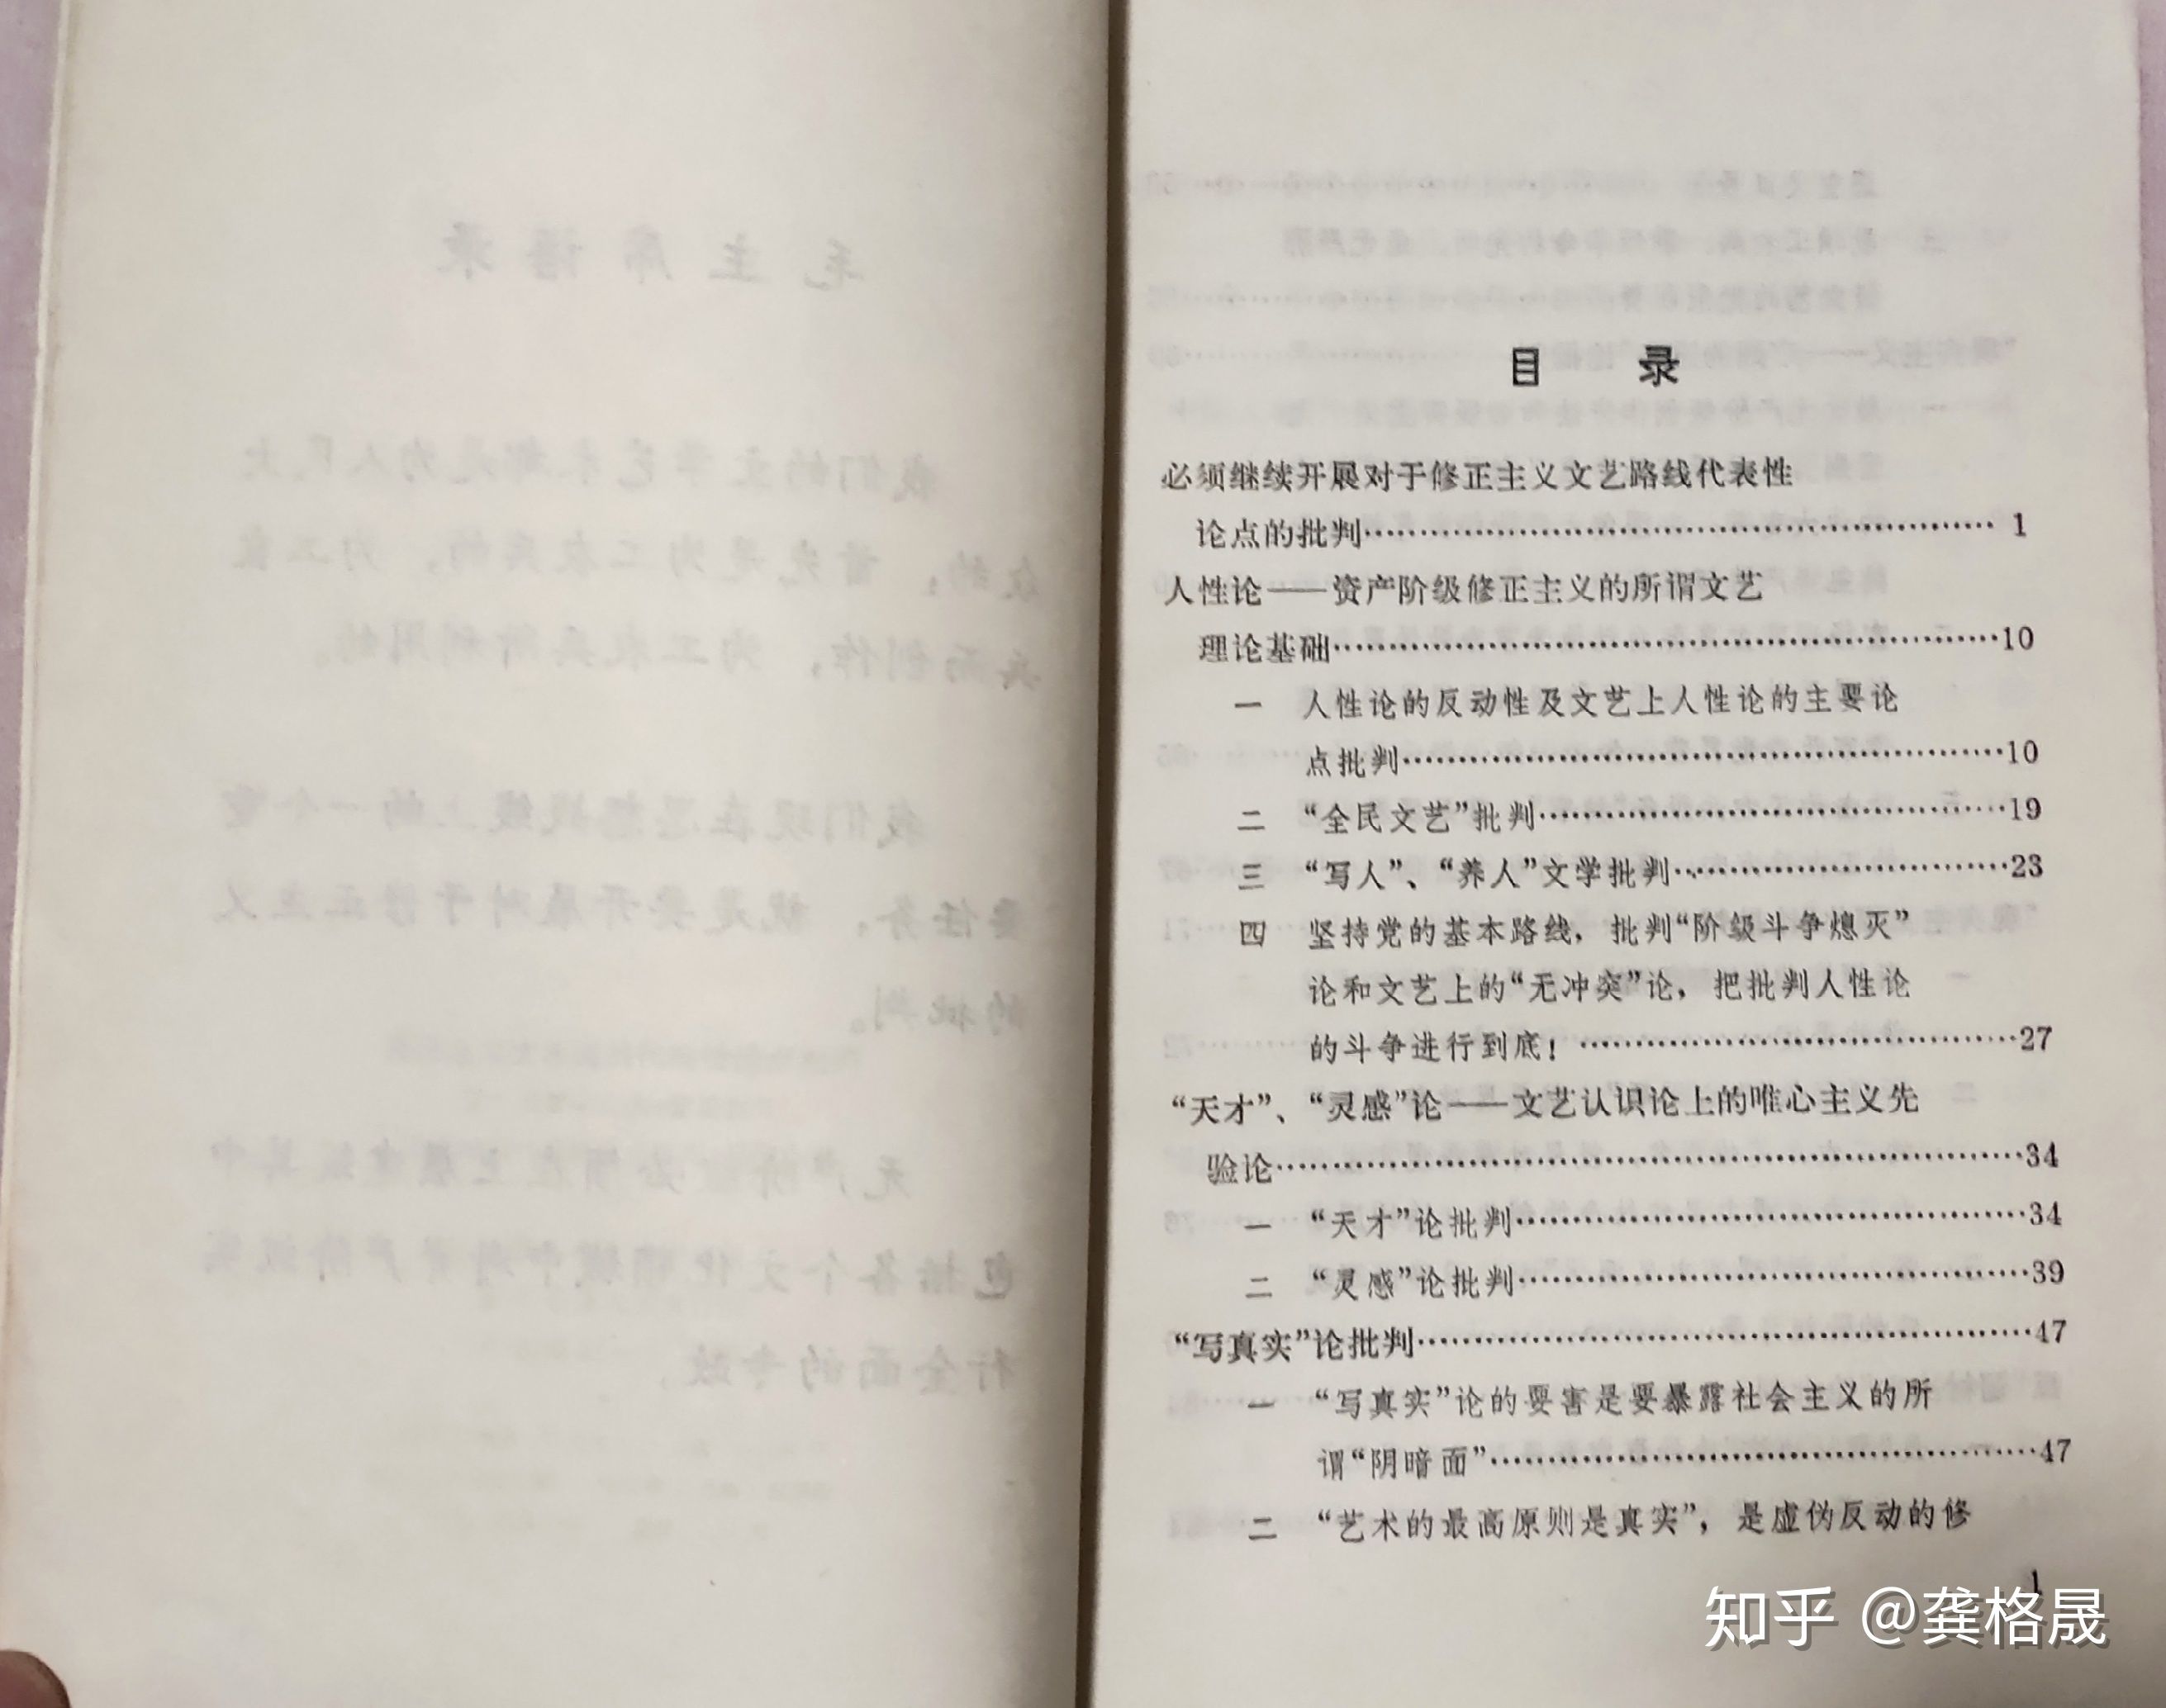 毛主席语录
我们的文学艺术都是为人民大
众的，首先是为工农兵的，为工农
兵而创作，为工农兵所利用的。
我们现在思想战线上的一个重
要任务，就是要开展对于修正主义
的批判。
无产阶级必须在上层建筑其中
包括各个文化领域中对资产阶级实
行全面的专政。
目 录
必须继续开展对于修正主义文艺路线代表性
论点的批判……………………………………………… 1
人性论——资产阶级修正主义的所谓文艺
理论基础………………………………………………10
一 人性论的反动性及文艺上人性论的主要论
点批判………………………………………………10
二 “全民文艺”批判…………………………………19
三 “写人”、“养人”文学批判………………………23
四 坚持党的基本路线，批判“阶级斗争熄灭”
论和文艺上的“无冲突”论，把批判人性论
的斗争进行到底！………………………………27
“天才”、“灵感”论——文艺认识论上的唯心主义先
验论……………………………………………………34
一 “天才”论批判……………………………………34
二 “灵感”论批判……………………………………39
“写真实”论批判……………………………………………47
一 “写真实”论的要害是要暴露社会主义的所
谓“阴暗面”………………………………………47
二 “艺术的最高原则是真实”，是虚伪反动的修
1
知乎 @龚格晟